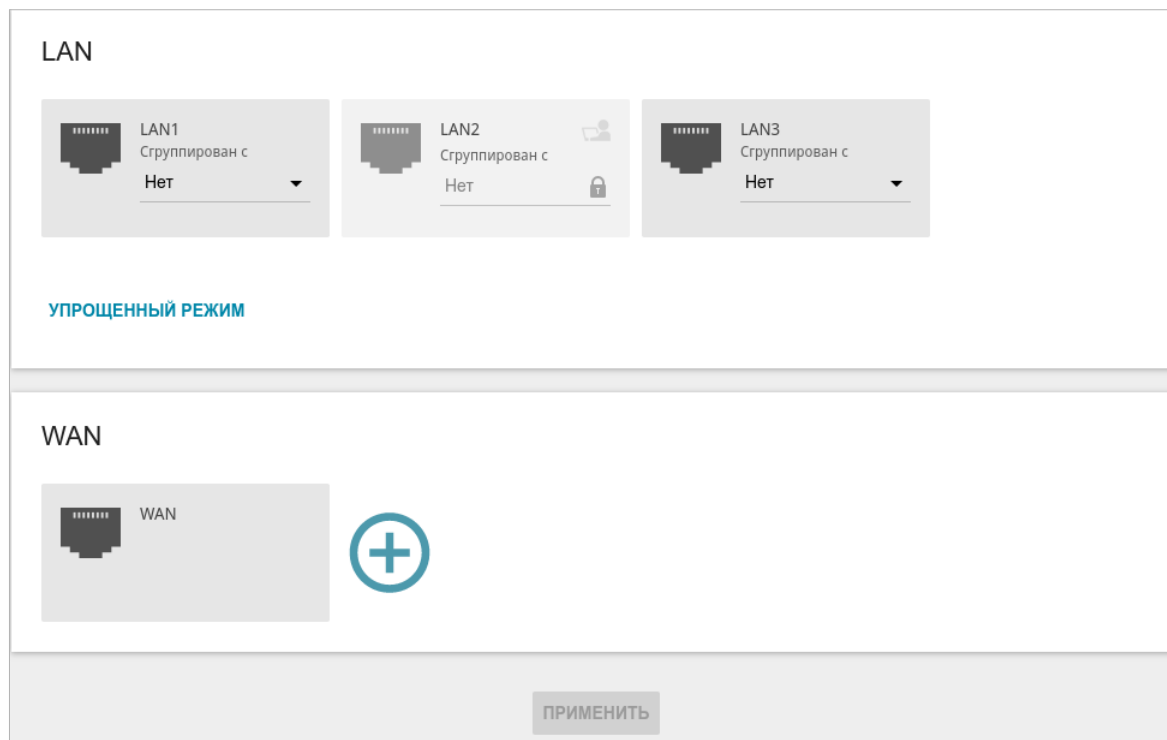 LAN
LAN1
Сгруппирован с
Нет
LAN2
Сгруппирован с
Нет
LAN3
Сгруппирован с
Нет
УПРОЩЕННЫЙ РЕЖИМ
WAN
WAN
ПРИМЕНИТЬ